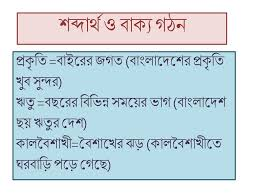 শব্দার্থ ও বাক্য গঠন
প্রকৃতি =বাইরের জগত (বাংলাদেশের প্রকৃতি
খুব সুন্দর)
ঋতু =বছরের বিভিন্ন সময়ের ভাগ (বাংলাদেশ
ছয় ঋতুর দেশ)
কালবৈশাখী= বৈশাখের ঝড় (কালবৈশাখীতে
ঘরবাড়ি পড়ে গেছে)